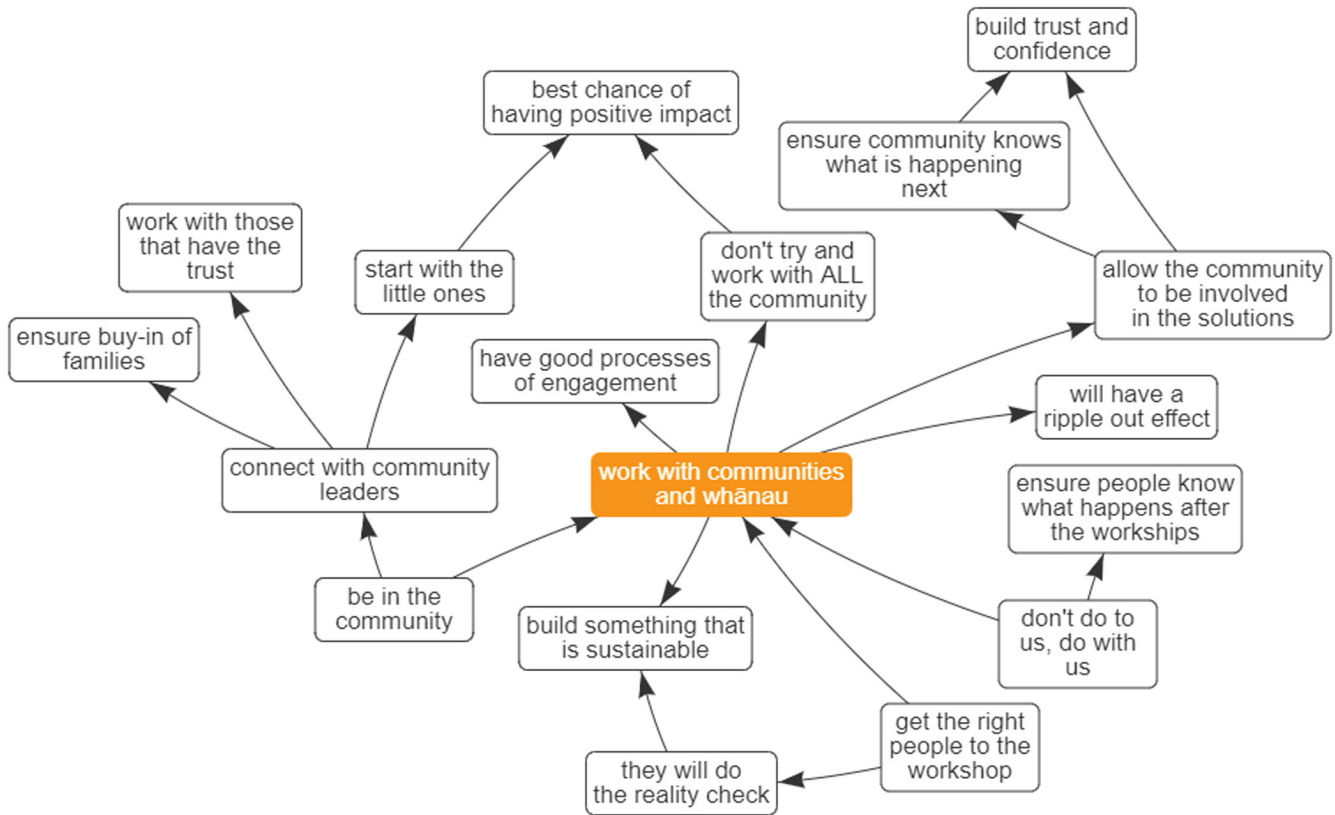 build trust and
confidence
best chance of
having positive impact
ensure community knows
what is happening
next
work with those
that have the
trust
start with the
little ones
don't try and
work with ALL
the community
allow the community
to be involved
in the solutions
ensure buy-in of
families
have good processes
of engagement
will have a
ripple out effect
connect with community
leaders
work with communities
and whānau
ensure people know
what happens after
the workships
be in the
community
build something that
is sustainable
don't do to
us, do with
us
get the right
people to the
workshop
they will do
the reality check